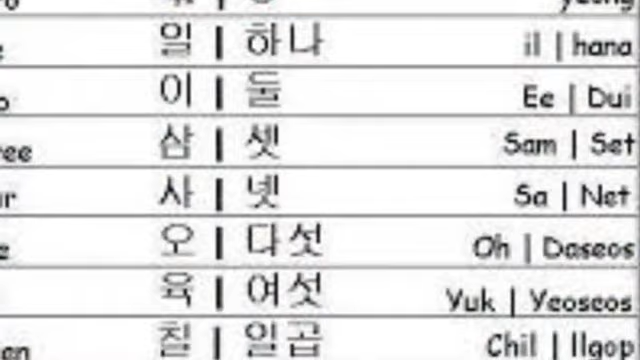 일 | 하나 il | hana
이 | 둘 Ee | Dui
삼 | 셋 Sam | Set
사 | 넷 Sa | Net
오 | 다섯 Oh | Daseos
육 | 여섯 Yuk | Yeoseos
칠 | 일곱 Chil | Ilgop